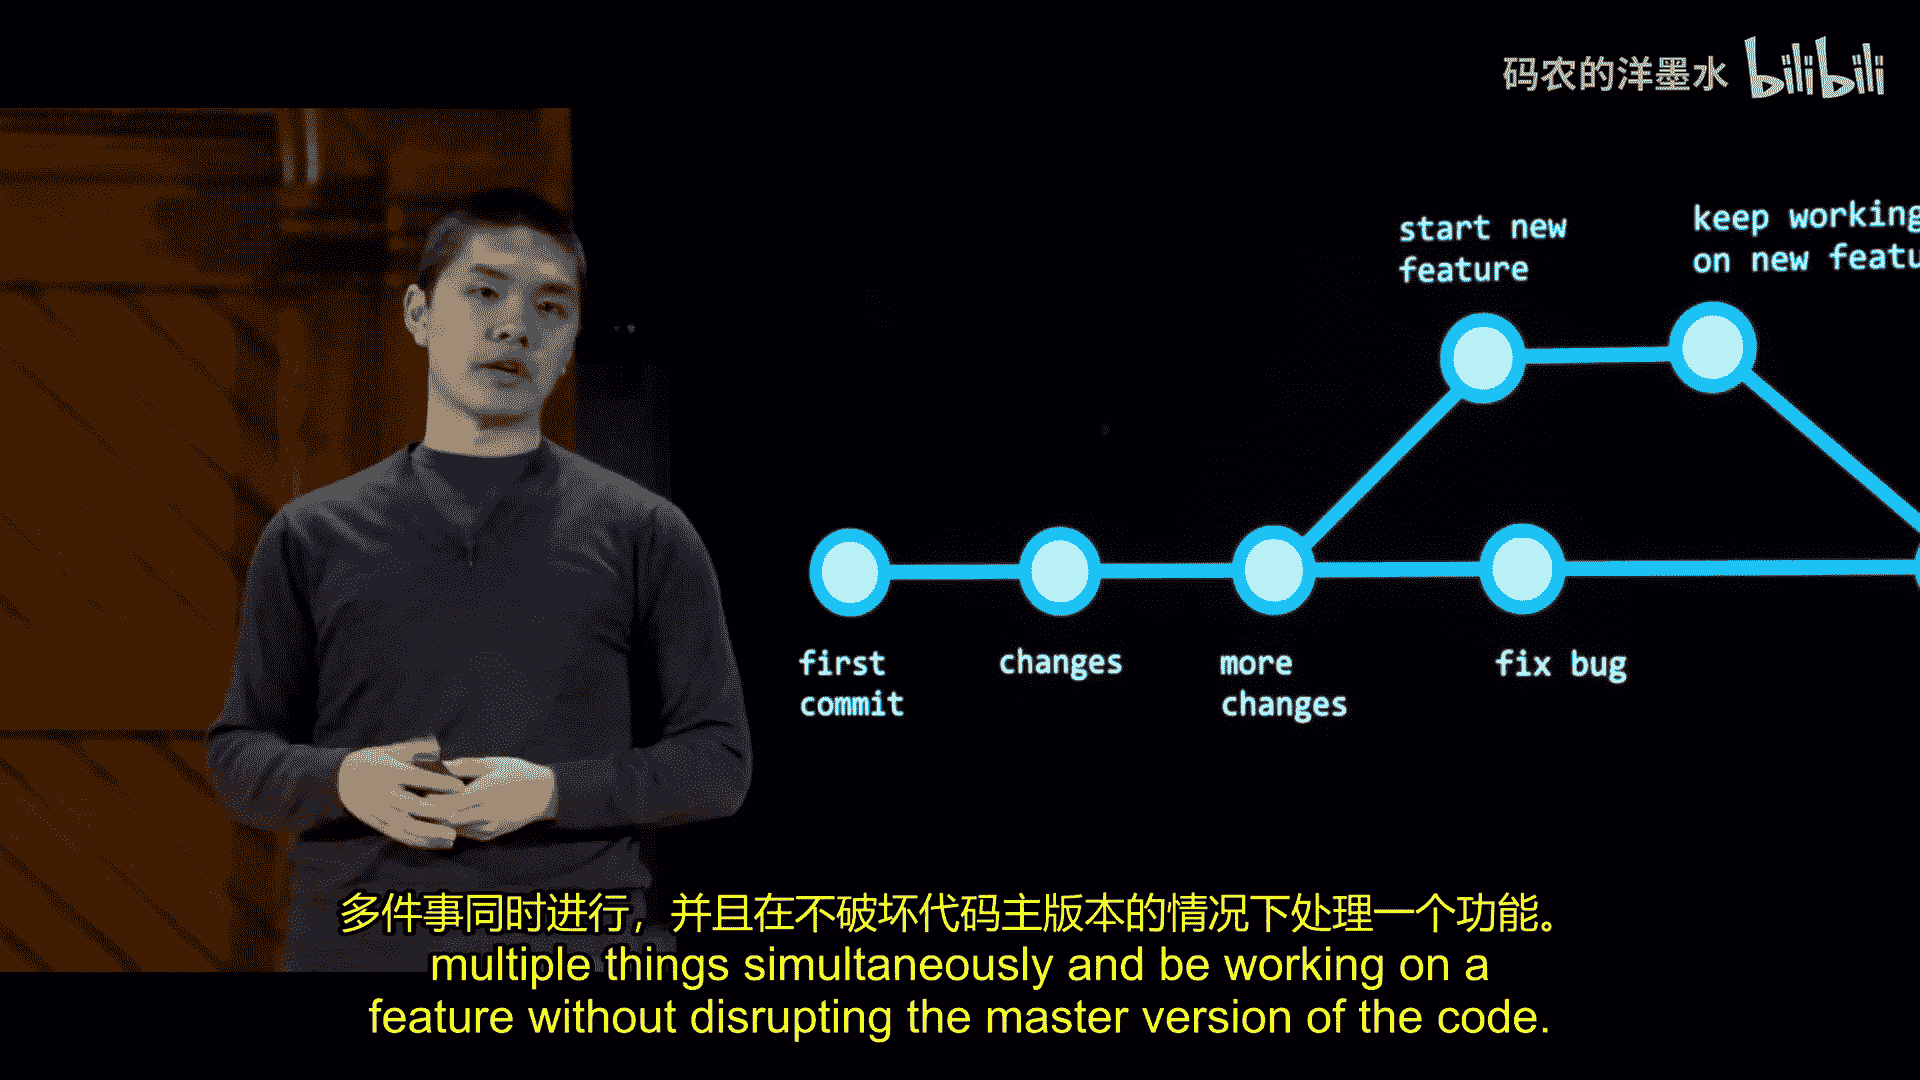 码农的洋墨水 bilibili
start new
feature
keep working
on new featu
first
commit
changes
more
changes
fix bug
多件事同时进行，并且在不破坏代码主版本的情况下处理一个功能。
multiple things simultaneously and be working on a
feature without disrupting the master version of the code.